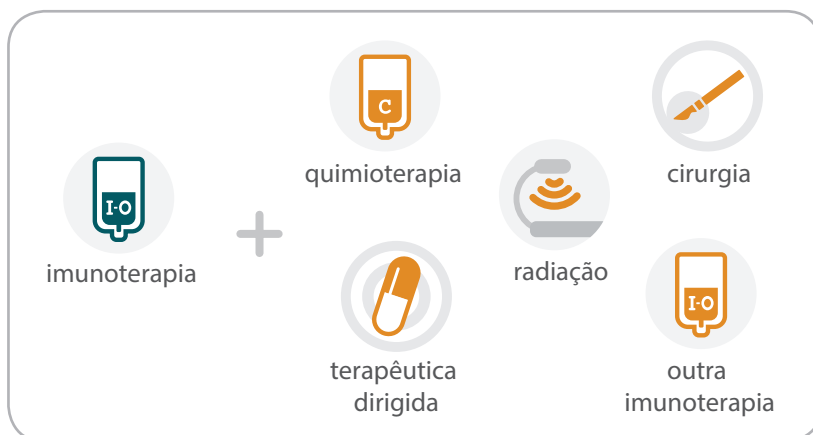 I-O
imunoterapia
+
C
quimioterapia
terapêutica
dirigida
radiação
cirurgia
I-O
outra
imunoterapia